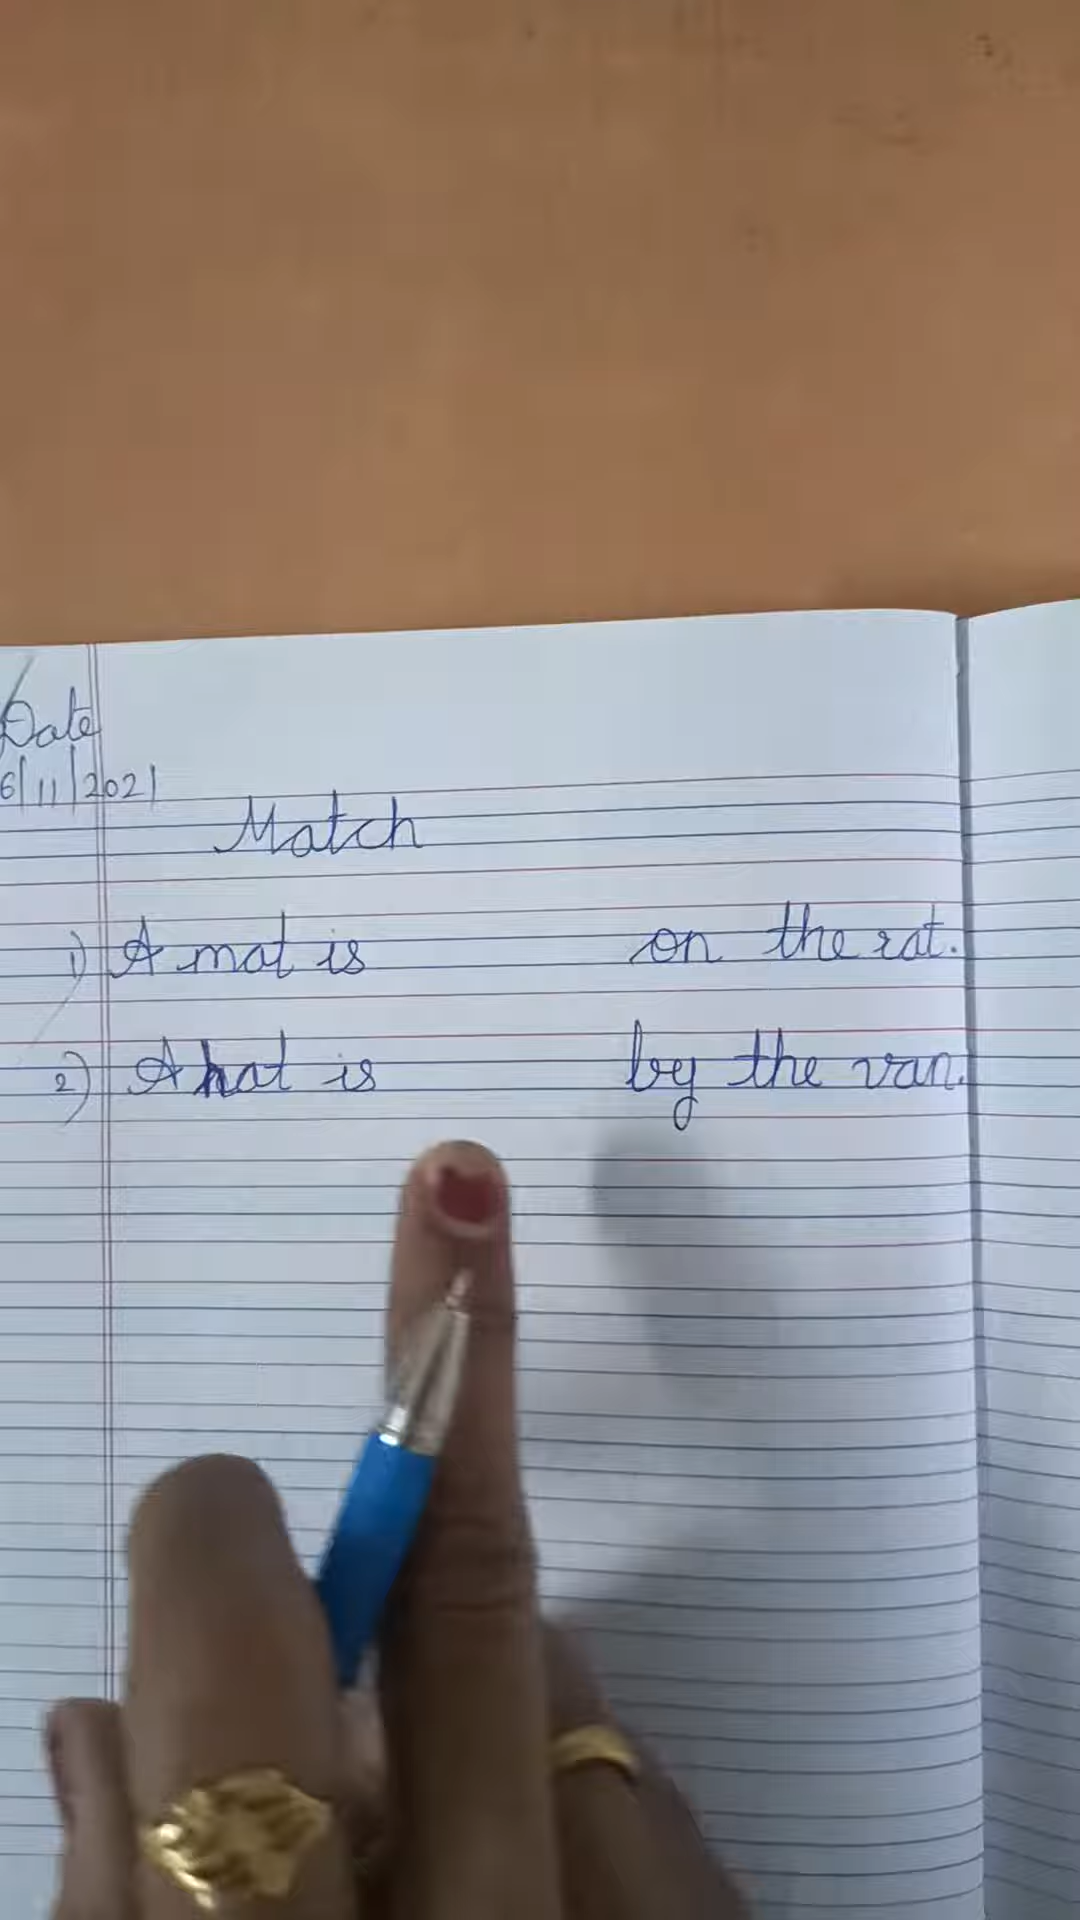 Date
6/11/2021
Match
1) A mat is on the rat.
2) A hat is by the van.